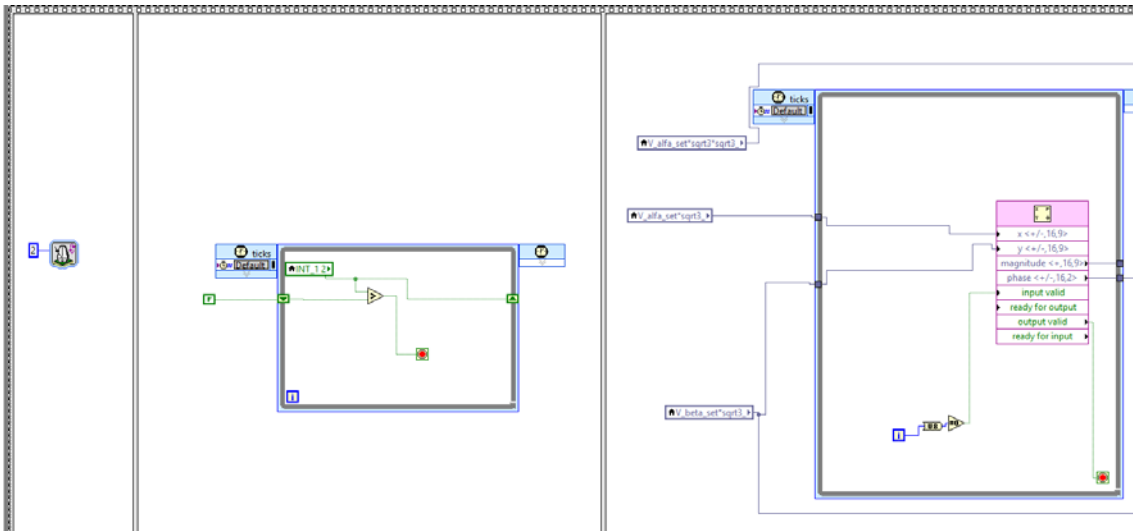 2
ticks
Default
INT_1 2
F
i
ticks
Default
V_alfa_set*sqrt3*sqrt3_
V_alfa_set*sqrt3_
V_beta_set*sqrt3_
x <+/-,16,9>
y <+/-,16,9>
magnitude <+,16,9>
phase <+/-,16,2>
input valid
ready for output
output valid
ready for input
i